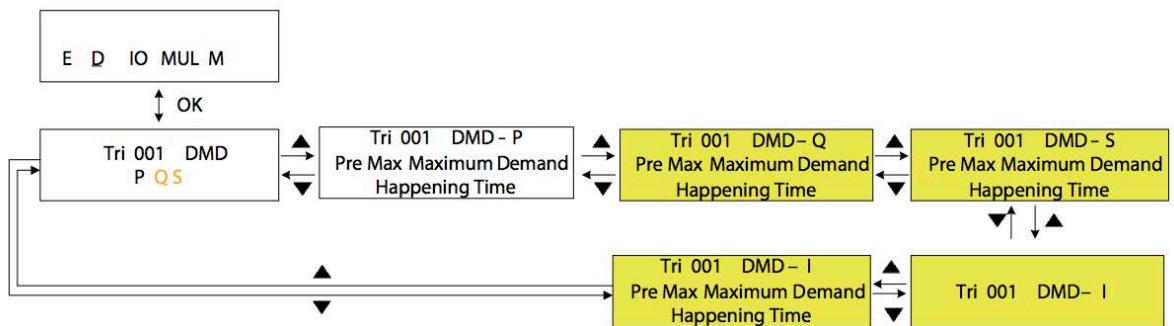 E D IO MUL M
OK
Tri 001 DMD
P Q S
Tri 001 DMD - P
Pre Max Maximum Demand
Happening Time
Tri 001 DMD - Q
Pre Max Maximum Demand
Happening Time
Tri 001 DMD - S
Pre Max Maximum Demand
Happening Time
Tri 001 DMD - I
Pre Max Maximum Demand
Happening Time
Tri 001 DMD- I